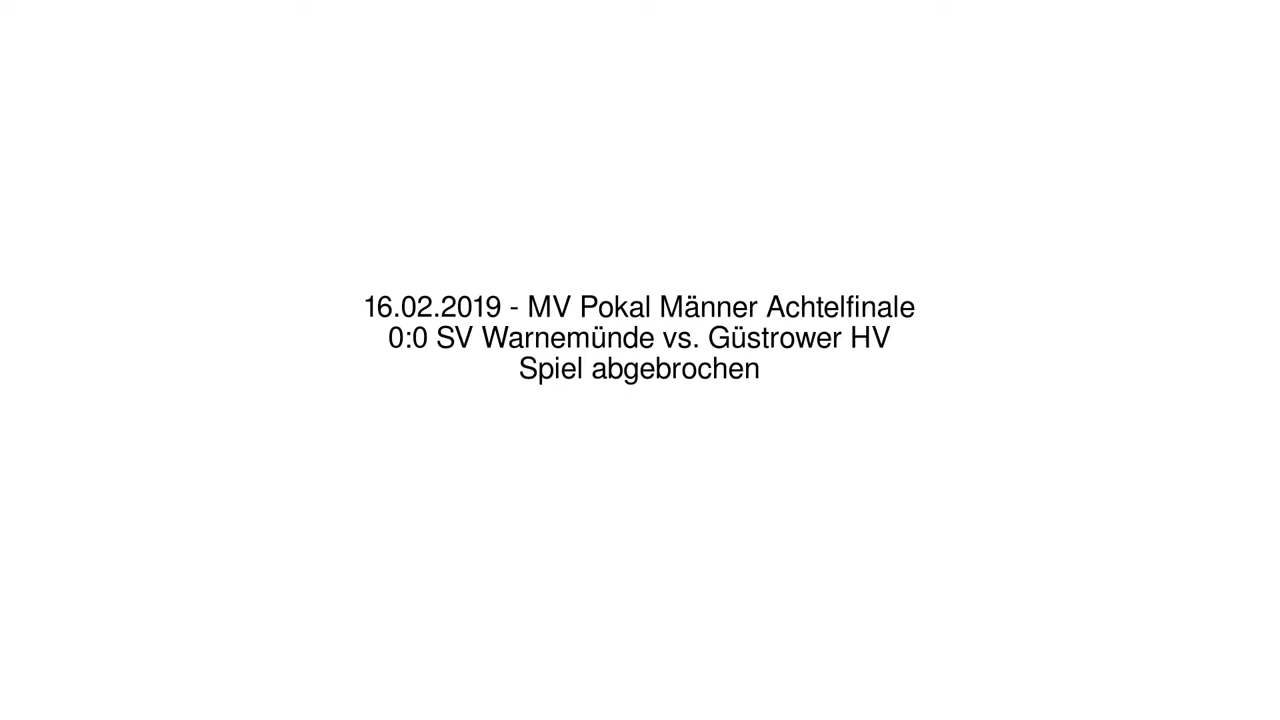 16.02.2019 - MV Pokal Männer Achtelfinale
0:0 SV Warnemünde vs. Güstrower HV
Spiel abgebrochen